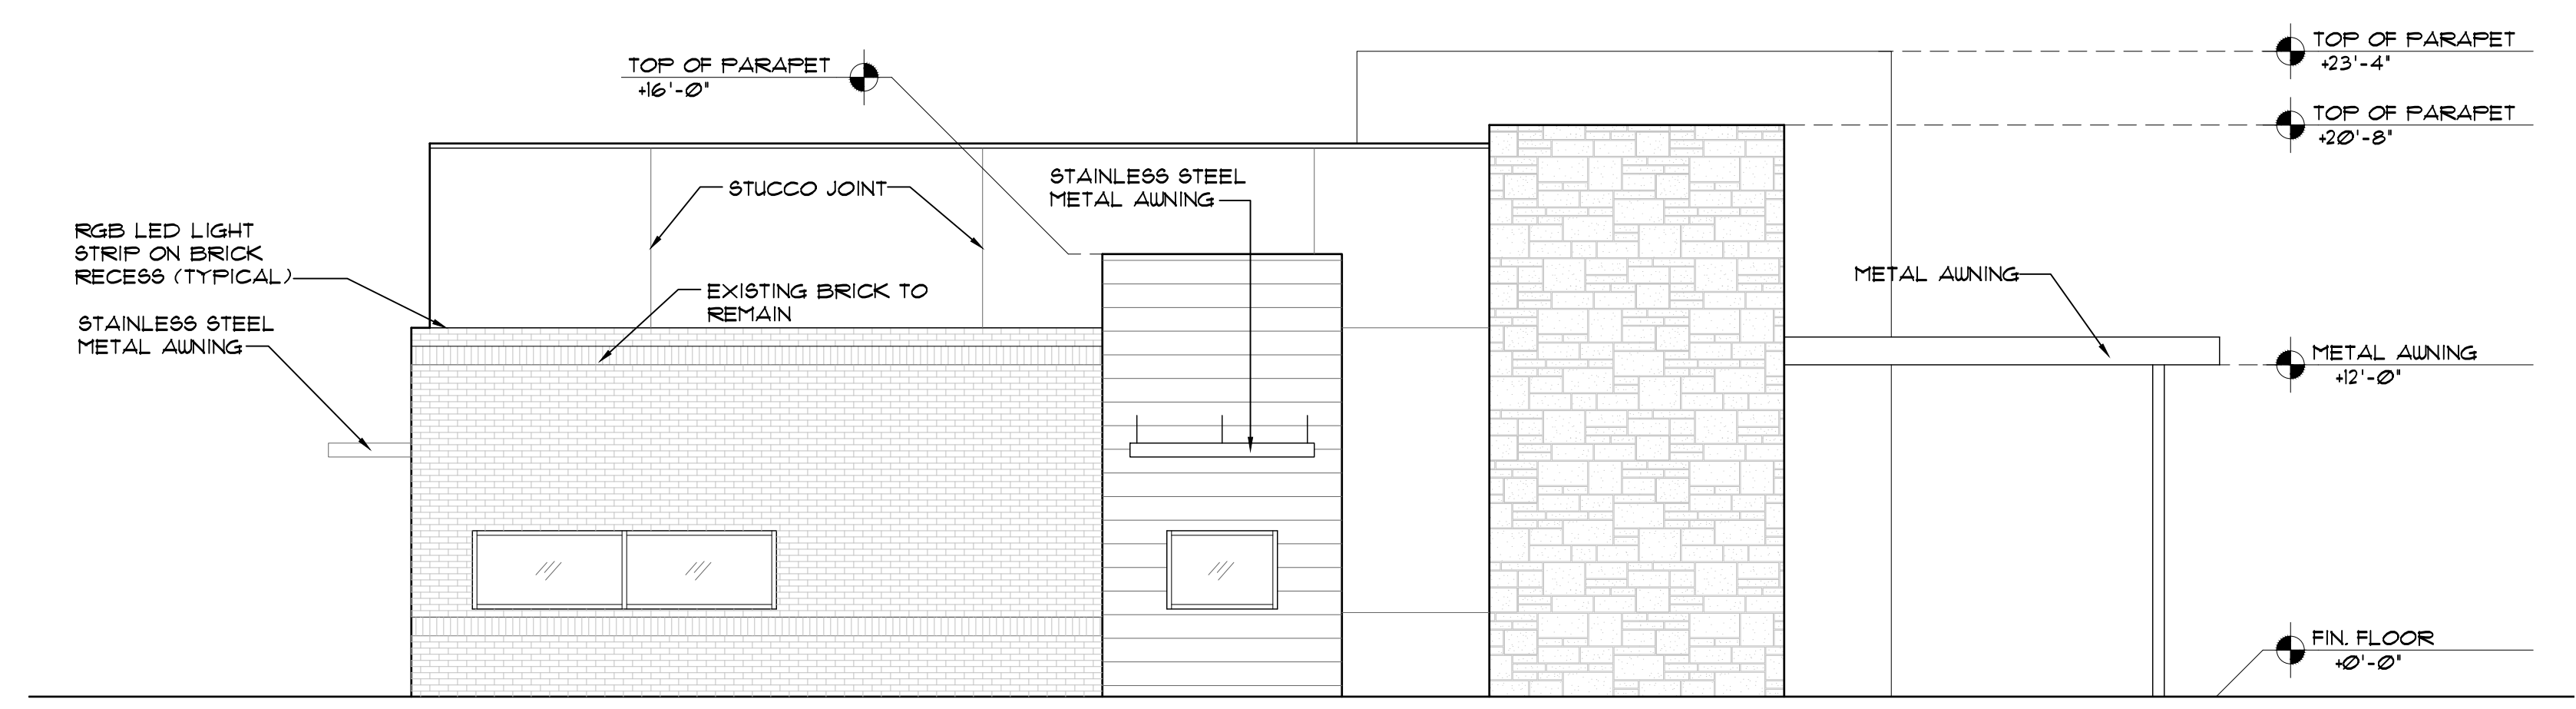 TOP OF PARAPET
+23'-4"
TOP OF PARAPET
+16'-0"
TOP OF PARAPET
+20'-8"
STAINLESS STEEL
METAL AWNING
STUCCO JOINT
RGB LED LIGHT
STRIP ON BRICK
RECESS (TYPICAL)
METAL AWNING
EXISTING BRICK TO
REMAIN
STAINLESS STEEL
METAL AWNING
METAL AWNING
+12'-0"
FIN. FLOOR
+0'-0"